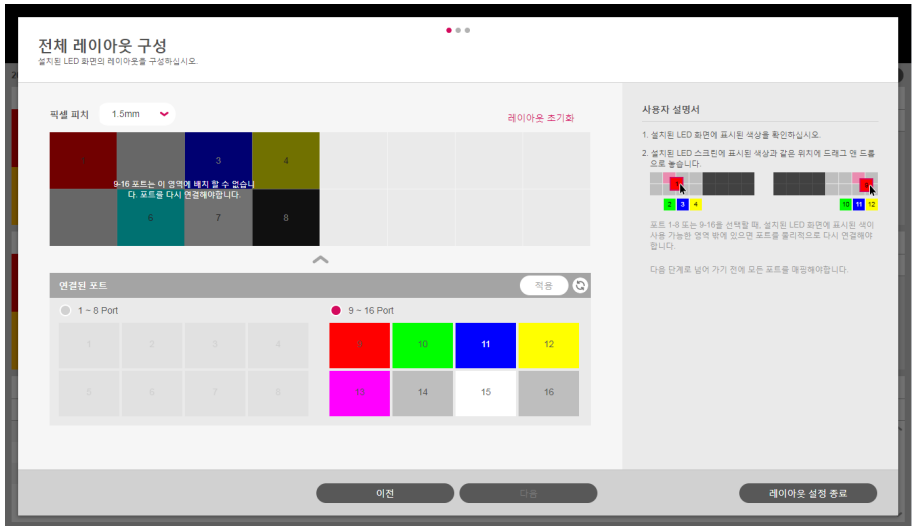 전체 레이아웃 구성
설치된 LED 화면의 레이아웃을 구성하십시오.
픽셀 피치
1.5mm
레이아웃 초기화
3
4
9-16 포트는 이 영역에 배치 할 수 없습니
다. 포트를 다시 연결해야합니다.
6
7
8
연결된 포트
적용
1 ~ 8 Port
9 ~ 16 Port
1
2
3
4
9
10
11
12
5
6
7
8
13
14
15
16
사용자 설명서
1. 설치된 LED 화면에 표시된 색상을 확인하십시오.
2. 설치된 LED 스크린에 표시된 색상과 같은 위치에 드래그 앤 드롭
으로 놓습니다.
1
9
2 3 4
10 11 12
포트 1-8 또는 9-16을 선택할 때, 설치된 LED 화면에 표시된 색이
사용 가능한 영역 밖에 있으면 포트를 물리적으로 다시 연결해야
합니다.
다음 단계로 넘어 가기 전에 모든 포트를 매핑해야합니다.
이전
다음
레이아웃 설정 종료